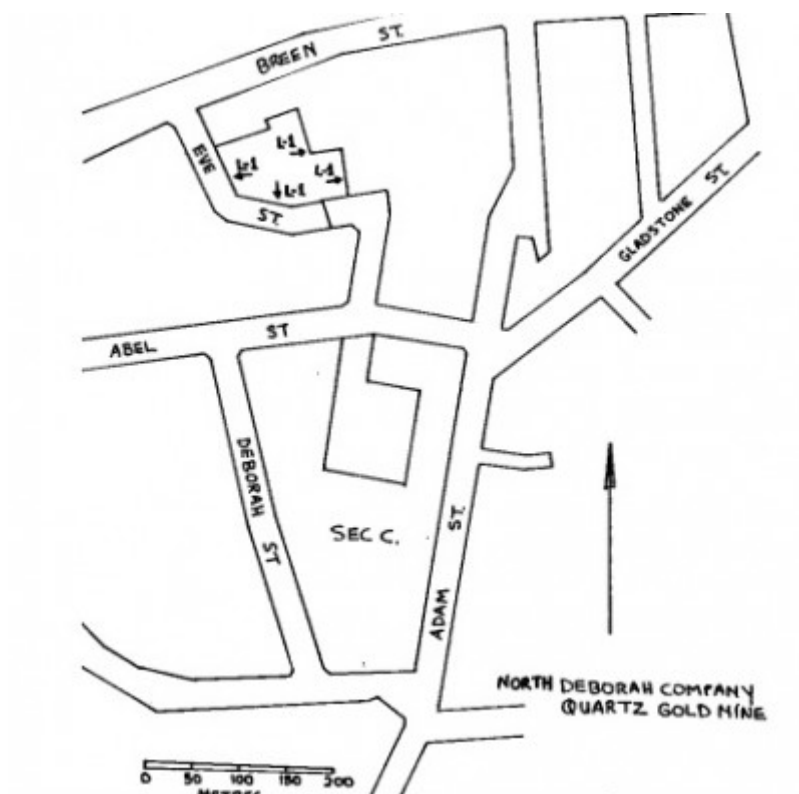 BREEN ST.
EVE ST.
L-1
L-1
L-1
L-1
GLADSTONE ST.
ABEL ST
DEBORAH ST
SEC C.
ADAM ST.
NORTH DEBORAH COMPANY
QUARTZ GOLD MINE
0 50 100 150 200
METRES